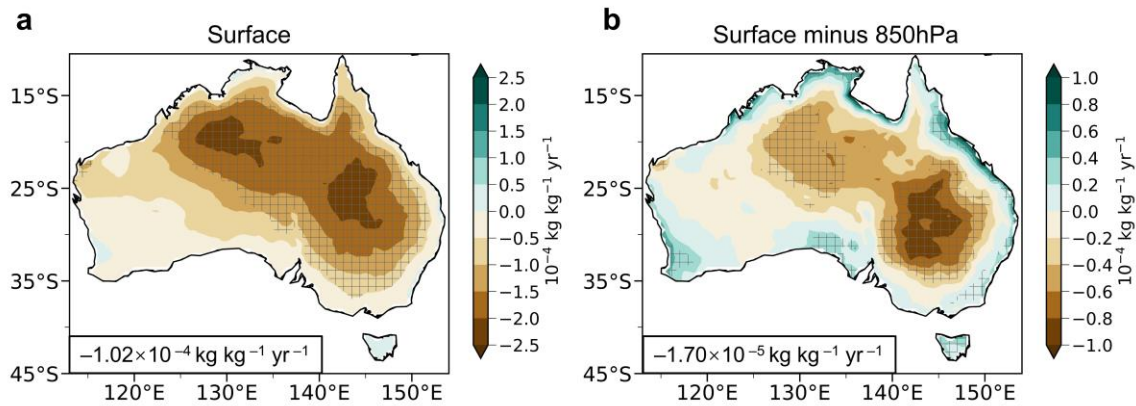 a
b
Surface
Surface minus 850hPa
15°S
25°S
35°S
45°S
120°E
130°E
140°E
150°E
2.5
2.0
1.5
1.0
0.5
0.0
−0.5
−1.0
−1.5
−2.0
−2.5
10⁻⁴ kg kg⁻¹ yr⁻¹
−1.02×10⁻⁴ kg kg⁻¹ yr⁻¹
15°S
25°S
35°S
45°S
120°E
130°E
140°E
150°E
1.0
0.8
0.6
0.4
0.2
0.0
−0.2
−0.4
−0.6
−0.8
−1.0
10⁻⁴ kg kg⁻¹ yr⁻¹
−1.70×10⁻⁵ kg kg⁻¹ yr⁻¹